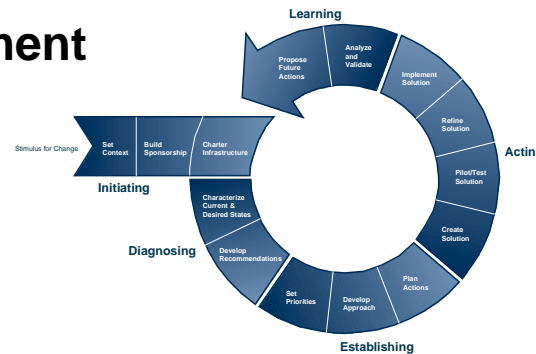 ment
Learning
Propose
Future
Actions
Analyze
and
Validate
Implement
Solution
Refine
Solution
Actin
Pilot/Test
Solution
Create
Solution
Stimulus for Change
Set
Context
Build
Sponsorship
Charter
Infrastructure
Initiating
Characterize
Current &
Desired States
Diagnosing
Develop
Recommendations
Set
Priorities
Develop
Approach
Plan
Actions
Establishing